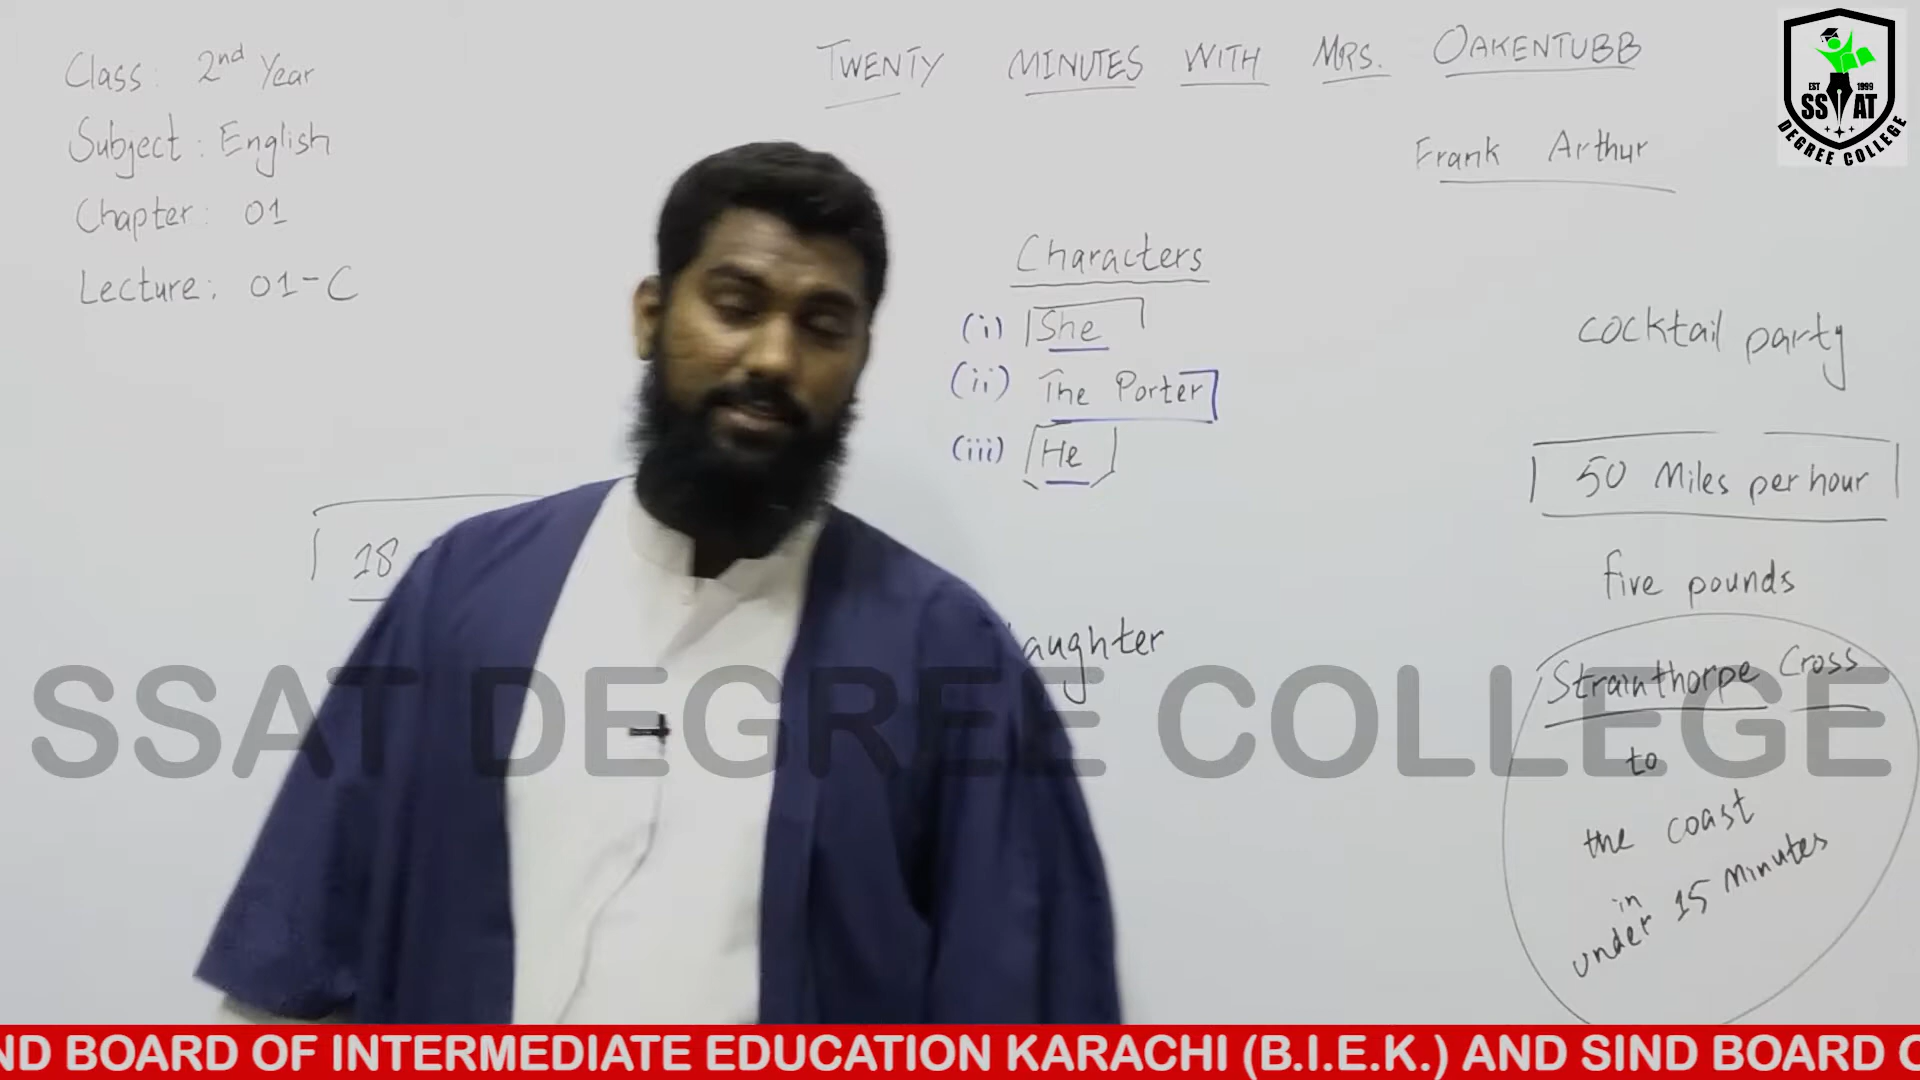 Class: 2nd Year
Subject: English
Chapter: 01
Lecture: 01-C
TWENTY MINUTES WITH MRS. OAKENTUBB
Frank Arthur
Characters
(i) She
(ii) The Porter
(iii) He
18
aughter
cocktail party
50 Miles per hour
five pounds
Strainthorpe Cross
to
the coast
in
under 15 Minutes
EST 1999
SSAT
DEGREE COLLEGE
SSAT DEGREE COLLEGE
ND BOARD OF INTERMEDIATE EDUCATION KARACHI (B.I.E.K.) AND SIND BOARD